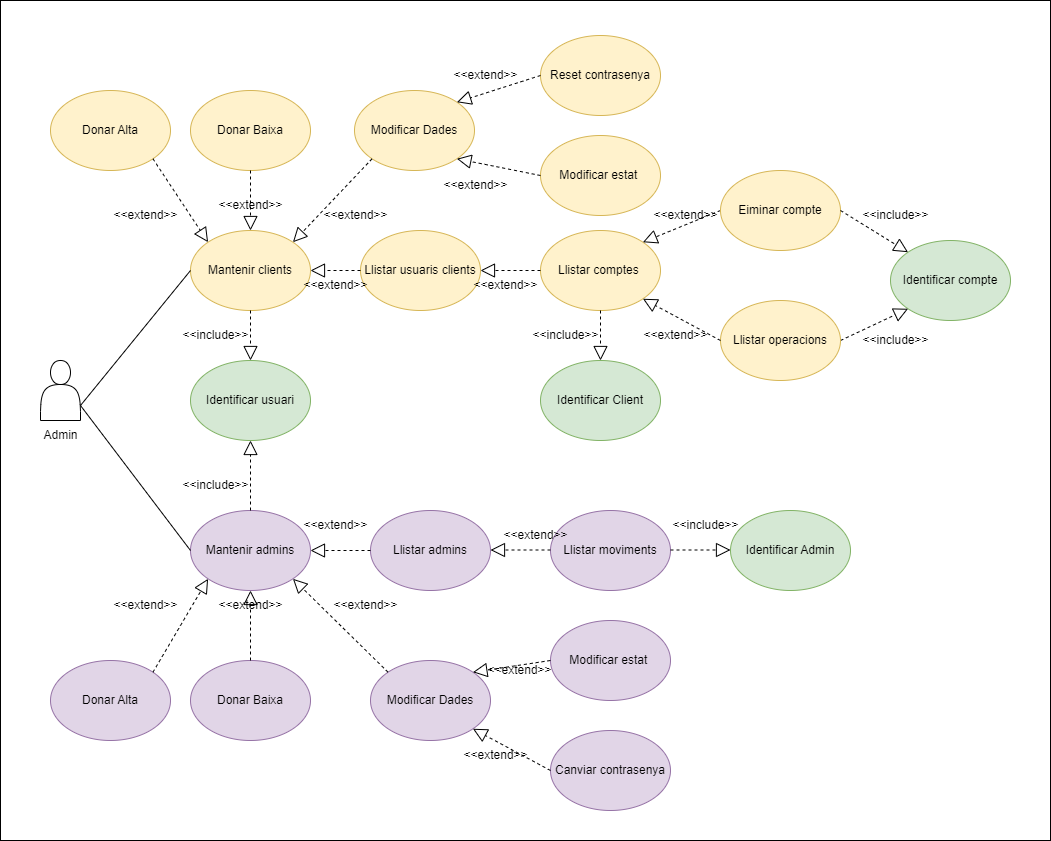 Reset contrasenya
<<extend>>
Donar Alta
Donar Baixa
Modificar Dades
Modificar estat
<<extend>>
<<extend>>
<<extend>>
<<extend>>
Eiminar compte
<<extend>>
<<include>>
Mantenir clients
Llistar usuaris clients
Llistar comptes
Identificar compte
<<extend>>
<<extend>>
<<include>>
<<include>>
<<extend>>
Llistar operacions
<<include>>
Identificar usuari
Identificar Client
Admin
<<include>>
<<extend>>
<<extend>>
<<include>>
Mantenir admins
Llistar admins
Llistar moviments
Identificar Admin
<<extend>>
<<extend>>
<<extend>>
Modificar estat
<<extend>>
Donar Alta
Donar Baixa
Modificar Dades
<<extend>>
Canviar contrasenya